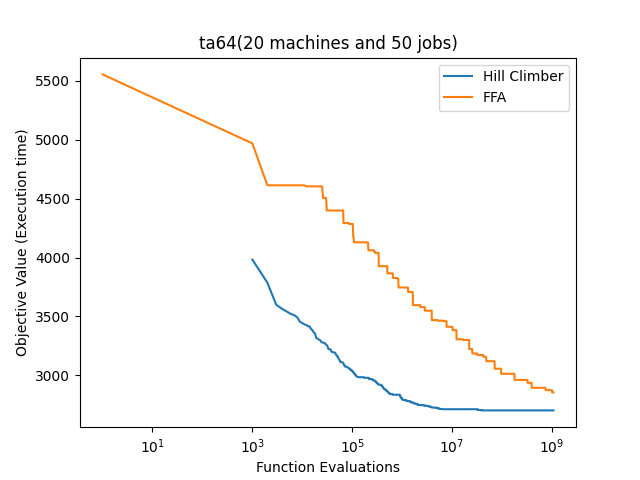 ta64(20 machines and 50 jobs)
Hill Climber
FFA
Objective Value (Execution time)
5500
5000
4500
4000
3500
3000
10^1
10^3
10^5
10^7
10^9
Function Evaluations